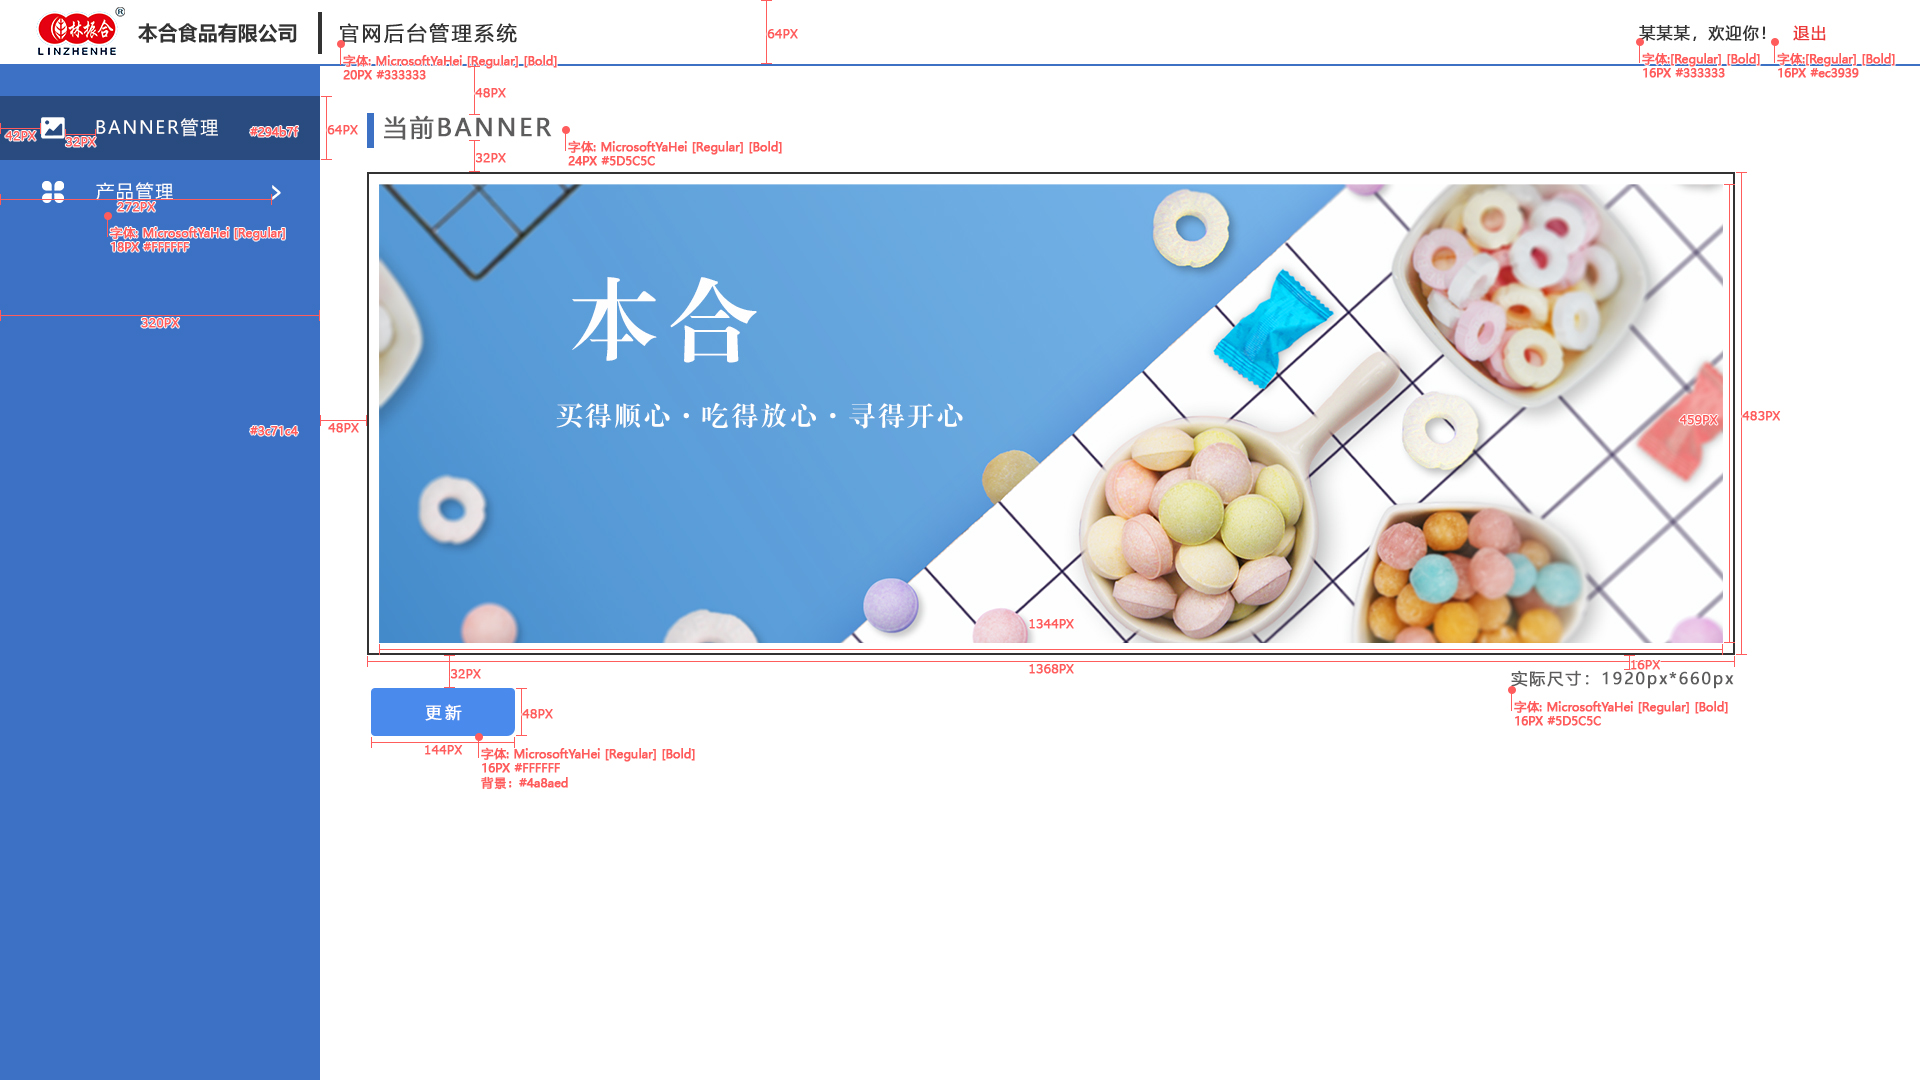 林振合®
LINZHENHE
本合食品有限公司
官网后台管理系统
字体: MicrosoftYaHei [Regular] [Bold]
20PX #333333
64PX
某某某，欢迎你！
退出
字体:[Regular] [Bold]
16PX #333333
字体:[Regular] [Bold]
16PX #ec3939
48PX
42PX
32PX
BANNER管理
#294b7f
64PX
当前BANNER
字体: MicrosoftYaHei [Regular] [Bold]
24PX #5D5C5C
32PX
产品管理
272PX
字体: MicrosoftYaHei [Regular]
18PX #FFFFFF
320PX
#3c71c4
48PX
本合
买得顺心·吃得放心·寻得开心
459PX
483PX
1344PX
1368PX
32PX
16PX
实际尺寸：1920px*660px
字体: MicrosoftYaHei [Regular] [Bold]
16PX #5D5C5C
更新
48PX
144PX
字体: MicrosoftYaHei [Regular] [Bold]
16PX #FFFFFF
背景：#4a8aed